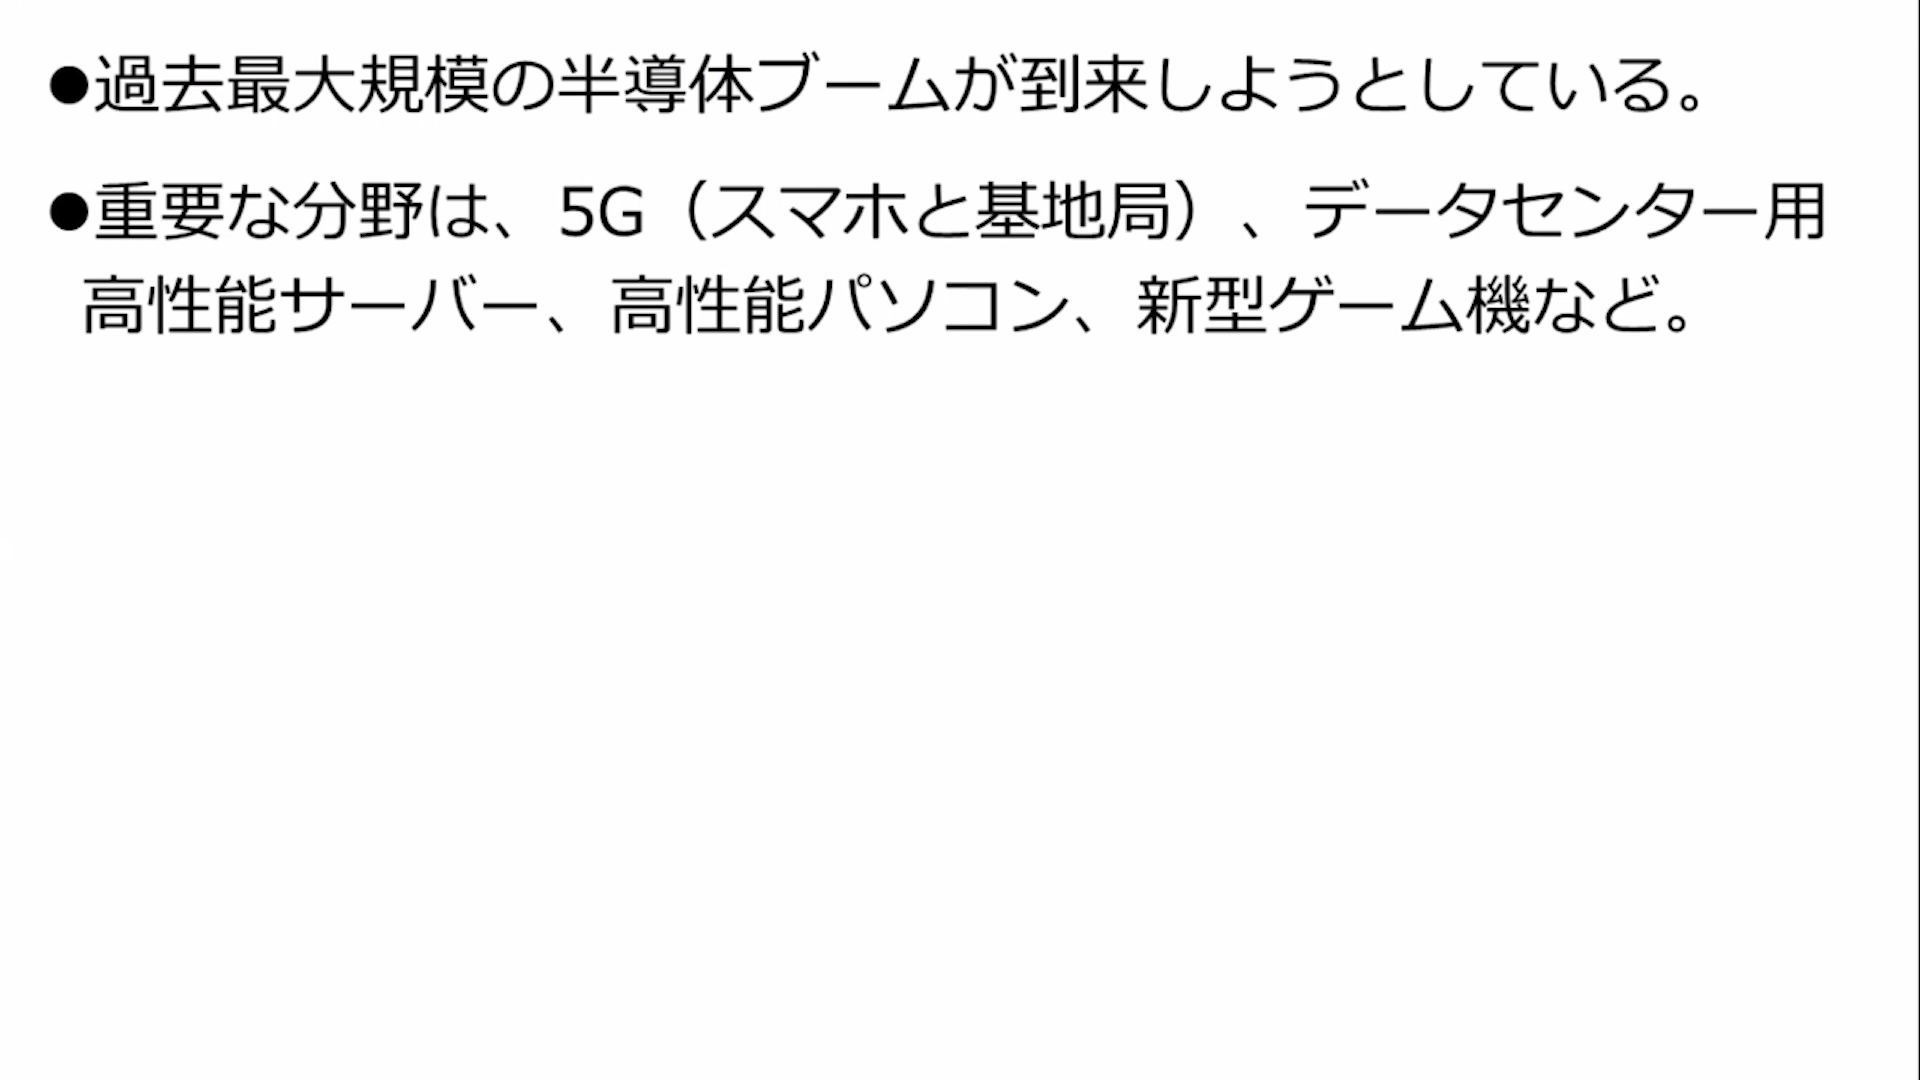 ●過去最大規模の半導体ブームが到来しようとしている。
●重要な分野は、5G（スマホと基地局）、データセンター用
高性能サーバー、高性能パソコン、新型ゲーム機など。